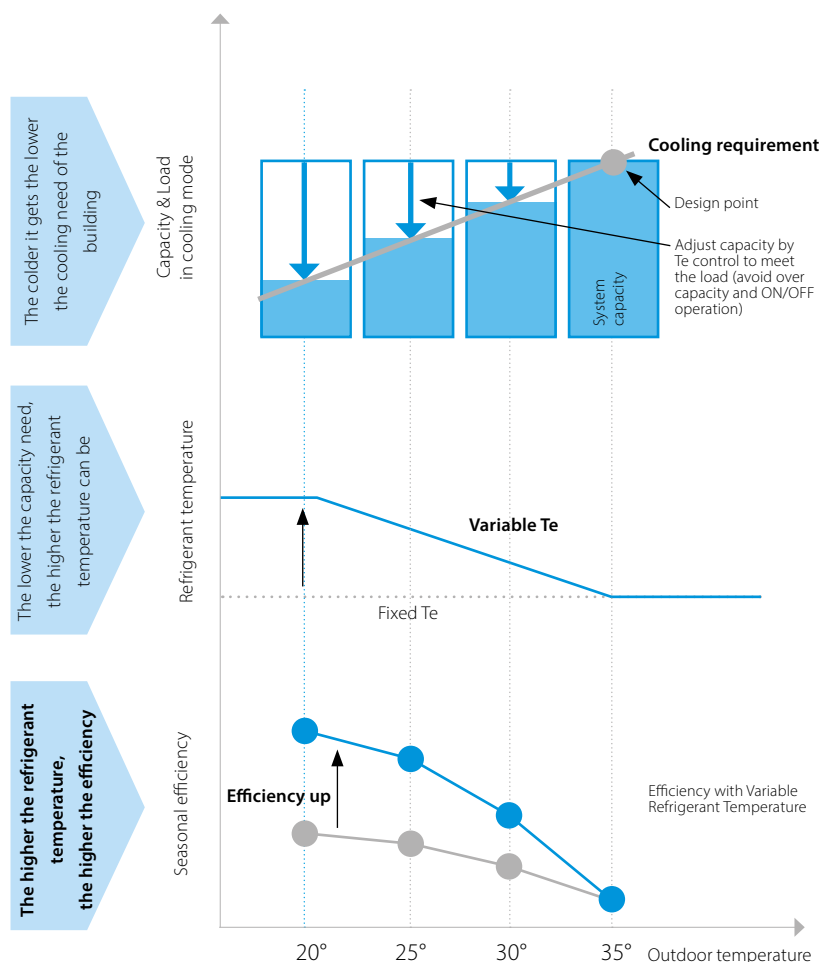 The colder it gets the lower
the cooling need of the
building
Capacity & Load
in cooling mode
Cooling requirement
Design point
Adjust capacity by
Te control to meet
the load (avoid over
capacity and ON/OFF
operation)
System
capacity
The lower the capacity need,
the higher the refrigerant
temperature can be
Refrigerant temperature
Variable Te
Fixed Te
The higher the refrigerant
temperature,
the higher the efficiency
Seasonal efficiency
Efficiency up
Efficiency with Variable
Refrigerant Temperature
20° 25° 30° 35° Outdoor temperature